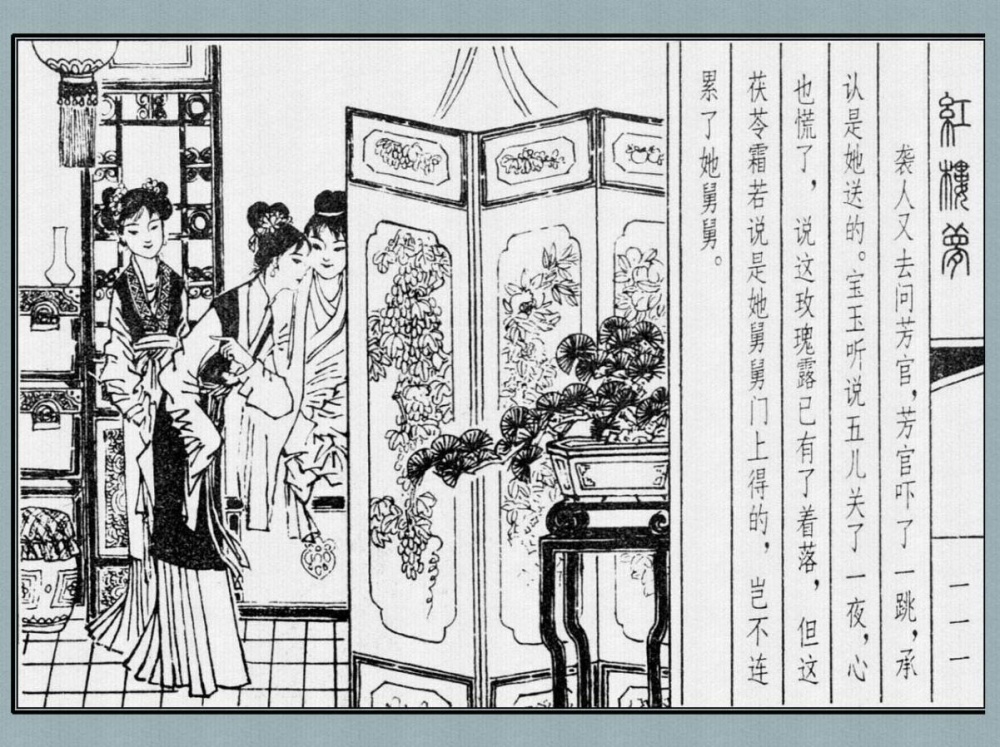 紅樓夢
一一一
袭人又去问芳官，芳官吓了一跳，承
认是她送的。宝玉听说五儿关了一夜，心
也慌了，说这玫瑰露已有了着落，但这
茯苓霜若说是她舅舅门上得的，岂不连
累了她舅舅。